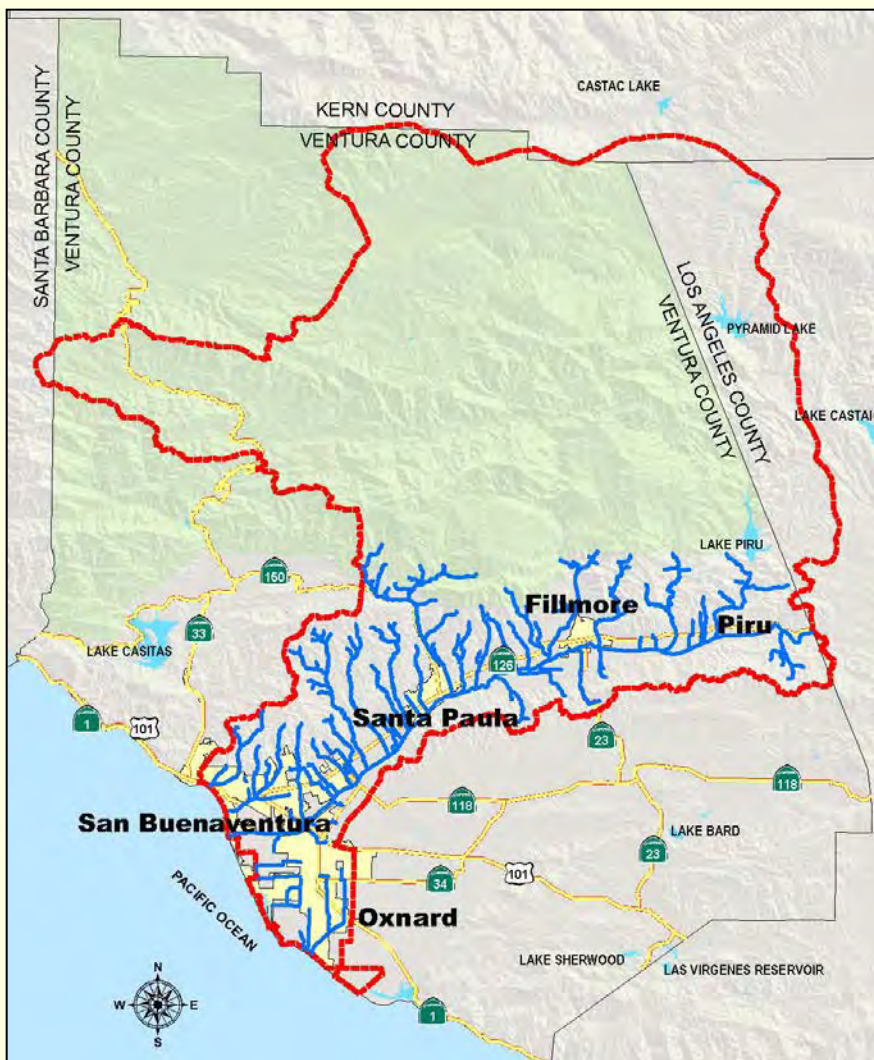 CASTAC LAKE
KERN COUNTY
VENTURA COUNTY
SANTA BARBARA COUNTY
VENTURA COUNTY
LOS ANGELES COUNTY
VENTURA COUNTY
PYRAMID LAKE
LAKE CASTAIC
LAKE PIRU
150
Fillmore
Piru
33
LAKE CASITAS
126
Santa Paula
1
101
23
118
118
San Buenaventura
LAKE BARD
23
101
34
PACIFIC OCEAN
Oxnard
N
W
E
S
LAKE SHERWOOD
LAS VIRGENES RESERVOIR
1